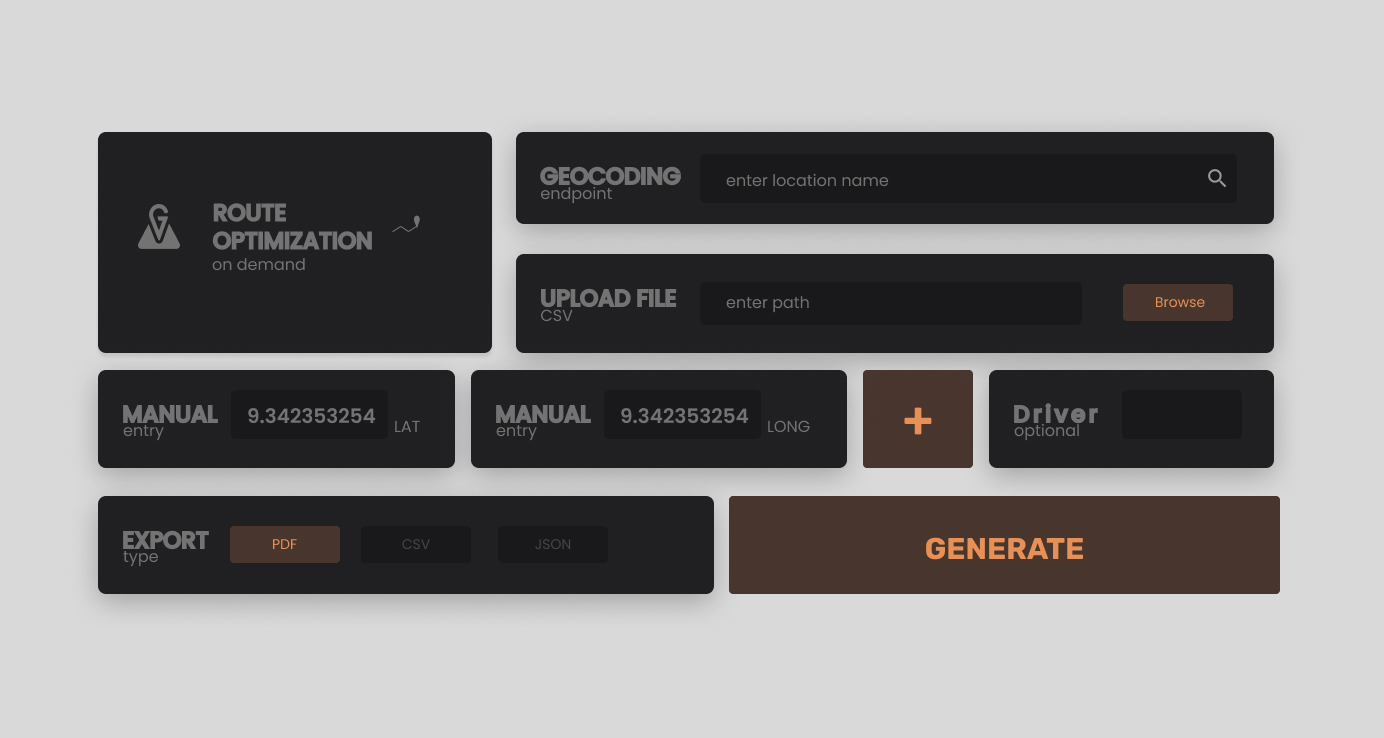 ROUTE
OPTIMIZATION
on demand
GEOCODING
endpoint
enter location name
UPLOAD FILE
CSV
enter path
Browse
MANUAL
entry
9.342353254
LAT
MANUAL
entry
9.342353254
LONG
+
Driver
optional
EXPORT
type
PDF
CSV
JSON
GENERATE